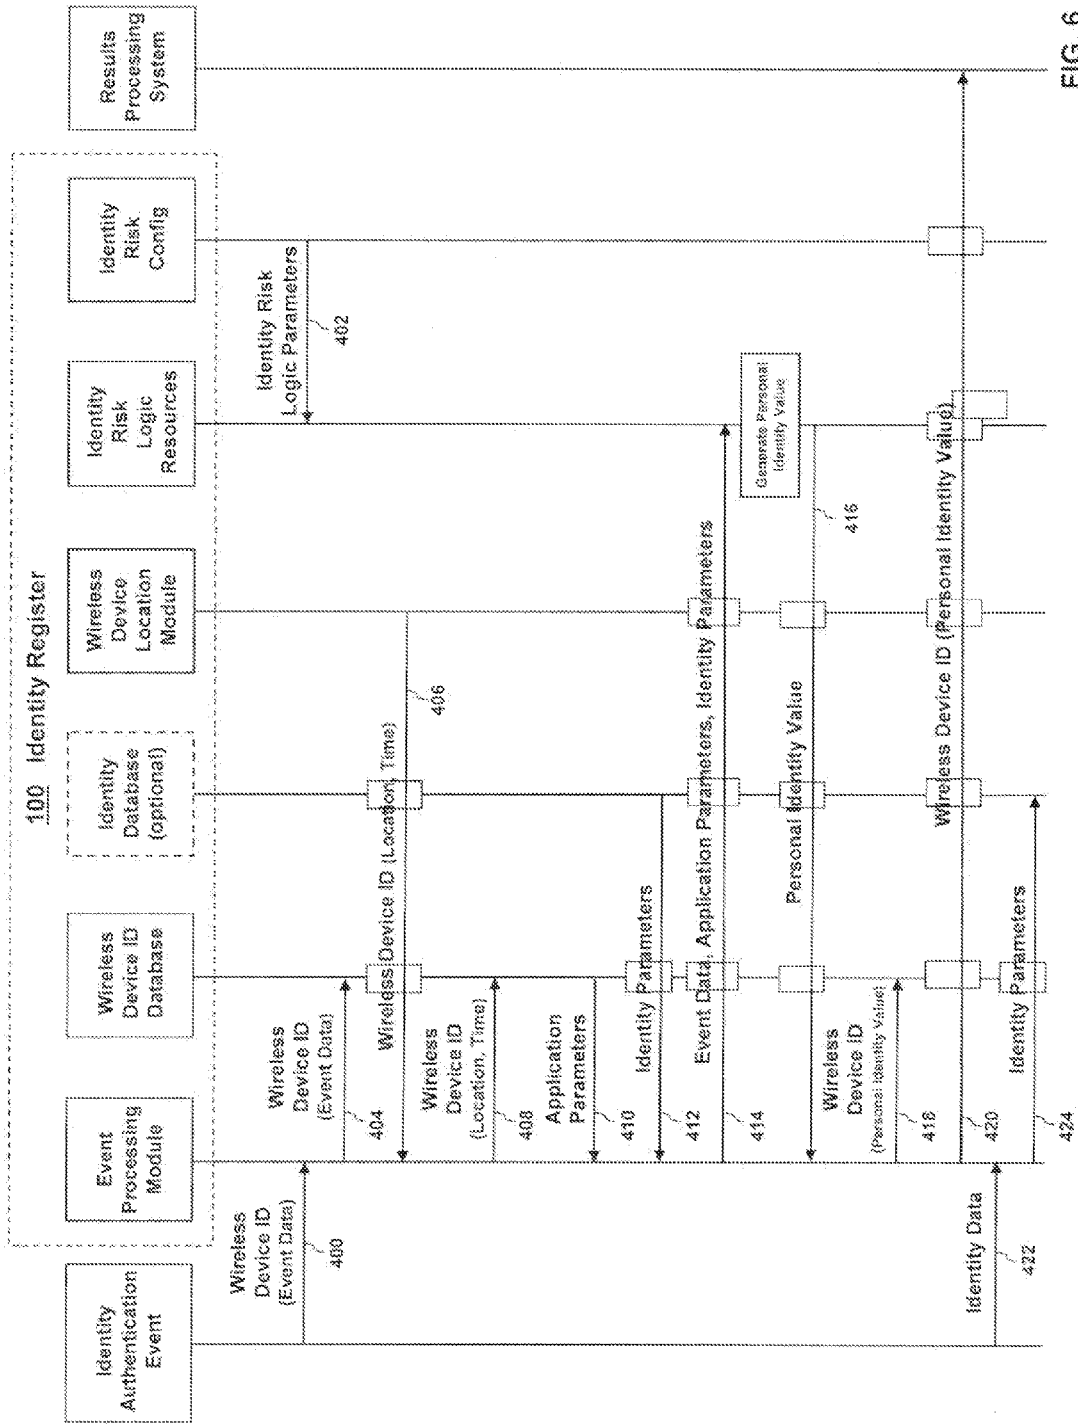 100 Identity Register
Identity
Authentication
Event
Event
Processing
Module
Wireless
Device ID
Database
Identity
Database
(optional)
Wireless
Device
Location
Module
Identity
Risk
Logic
Resources
Identity
Risk
Config
Results
Processing
System
Wireless
Device ID
(Event Data)
400
Identity Risk
Logic Parameters
402
Wireless
Device ID
(Event Data)
404
Wireless Device ID (Location, Time)
406
Wireless
Device ID
(Location, Time)
408
Application
Parameters
410
Identity Parameters
412
Event Data, Application Parameters, Identity Parameters
414
Generate Personal
Identity Value
Personal Identity Value
416
Wireless
Device ID
(Personal Identity Value)
418
Wireless Device ID (Personal Identity Value)
420
Identity Data
422
Identity Parameters
424
FIG. 6